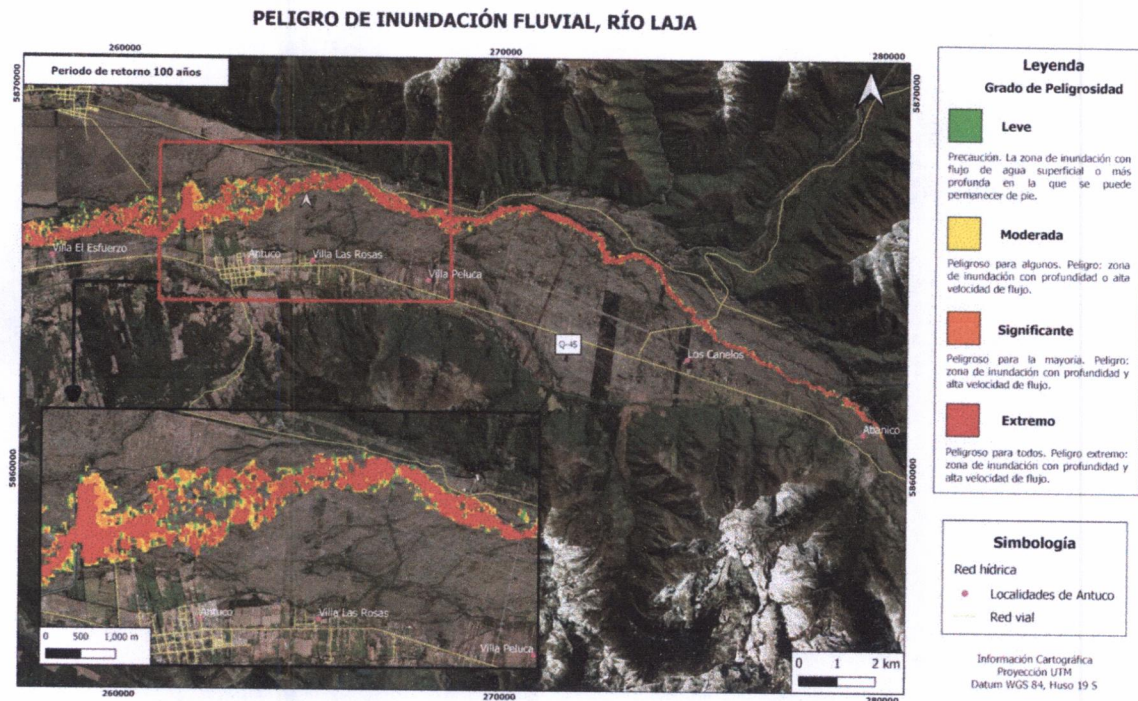 PELIGRO DE INUNDACIÓN FLUVIAL, RÍO LAJA
260000
270000
280000
5870000
5870000
Periodo de retorno 100 años
Villa El Esfuerzo
Antuco
Villa Las Rosas
Villa Peluca
Q-45
Los Canelos
Abanico
5860000
5860000
Antuco
Villa Las Rosas
Villa Peluca
0 500 1,000 m
0 1 2 km
260000
270000
280000
Leyenda
Grado de Peligrosidad
Leve
Precaución. La zona de inundación con
flujo de agua superficial o más
profunda en la que se puede
permanecer de pie.
Moderada
Peligroso para algunos. Peligro: zona
de inundación con profundidad o alta
velocidad de flujo.
Significante
Peligroso para la mayoría. Peligro:
zona de inundación con profundidad y
alta velocidad de flujo.
Extremo
Peligroso para todos. Peligro extremo:
zona de inundación con profundidad y
alta velocidad de flujo.
Simbología
Red hídrica
Localidades de Antuco
Red vial
Información Cartográfica
Proyección UTM
Datum WGS 84, Huso 19 S